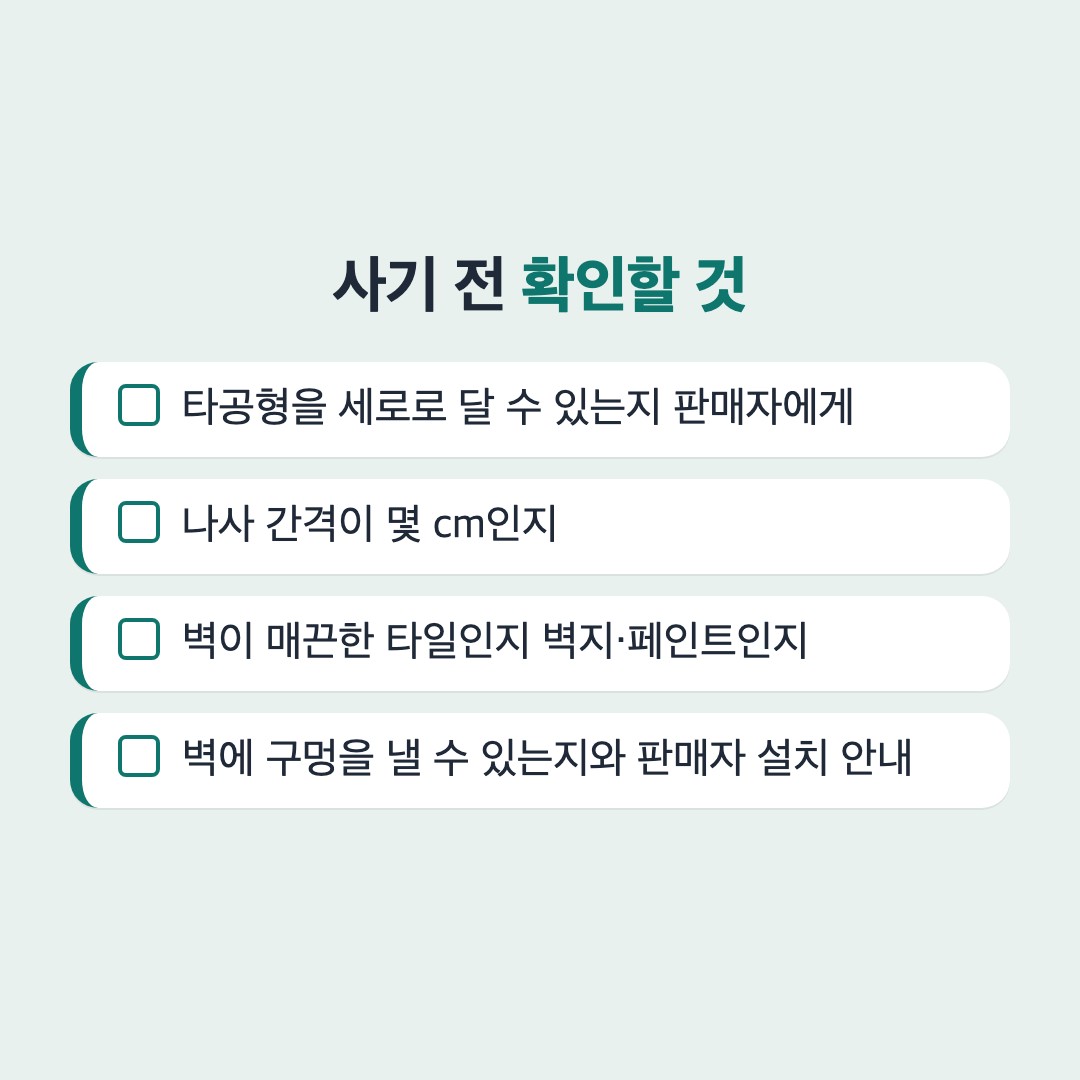 사기 전 확인할 것
타공형을 세로로 달 수 있는지 판매자에게
나사 간격이 몇 cm인지
벽이 매끈한 타일인지 벽지·페인트인지
벽에 구멍을 낼 수 있는지와 판매자 설치 안내